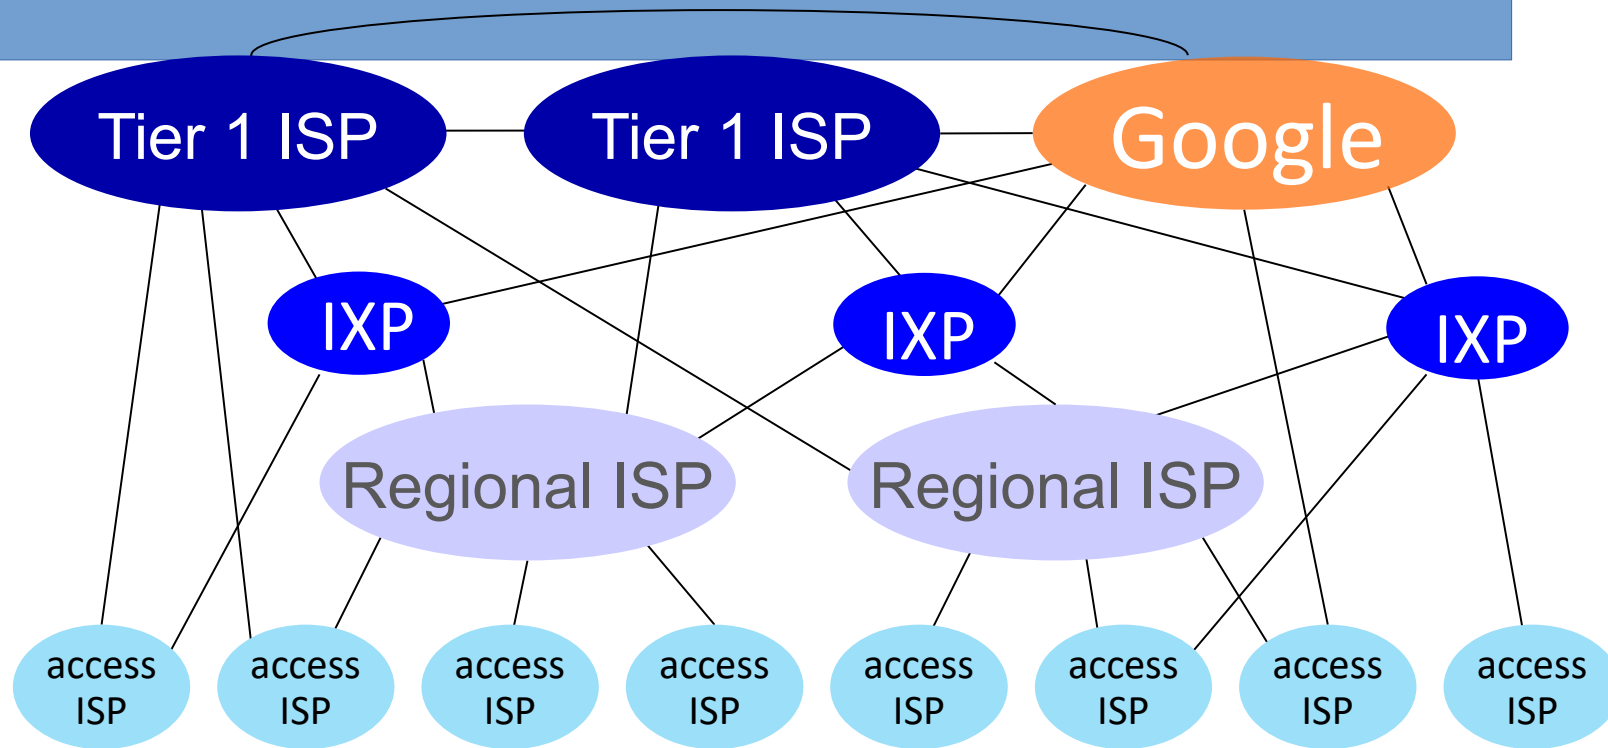 Tier 1 ISP
Tier 1 ISP
Google
IXP
IXP
IXP
Regional ISP
Regional ISP
access
ISP
access
ISP
access
ISP
access
ISP
access
ISP
access
ISP
access
ISP
access
ISP